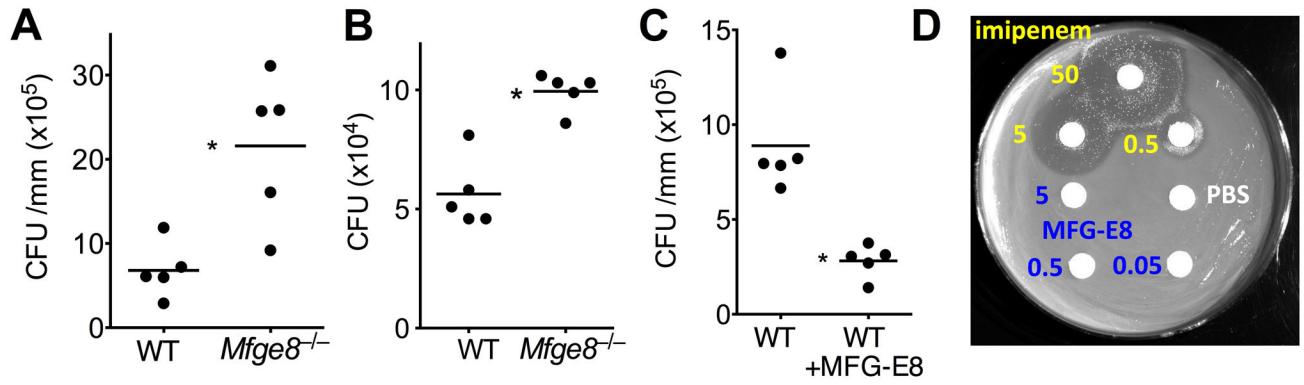 A
CFU /mm (x10⁵)
30
20
10
0
*
WT
Mfge8⁻/⁻
B
CFU (x10⁴)
10
5
0
*
WT
Mfge8⁻/⁻
C
CFU /mm (x10⁵)
15
10
5
0
*
WT
WT
+MFG-E8
D
imipenem
50
5
0.5
5
PBS
MFG-E8
0.5
0.05